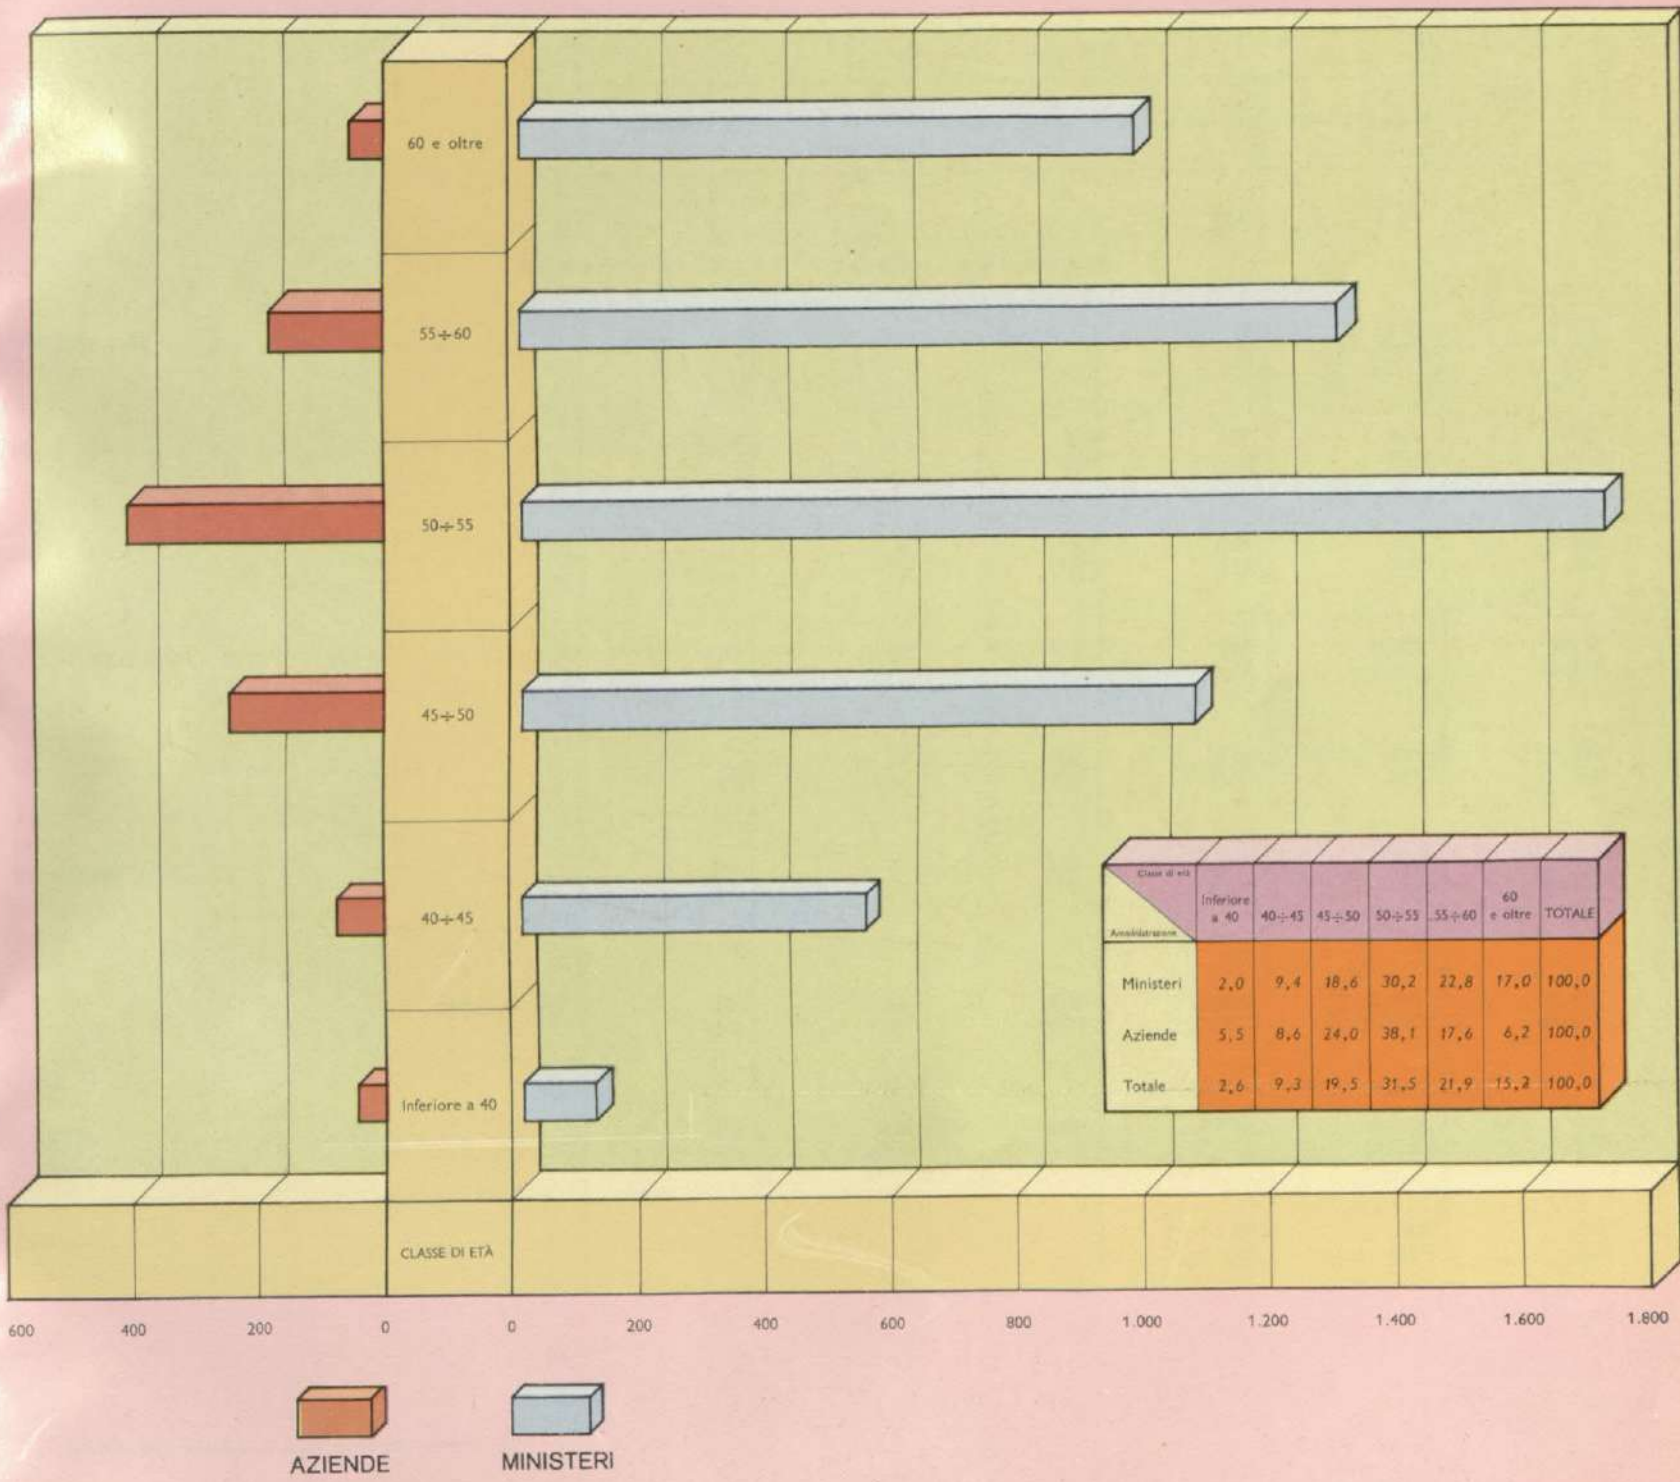 60 e oltre
55÷60
50÷55
45÷50
40÷45
Inferiore a 40
CLASSE DI ETÀ
Classe di età
Amministrazione
Inferiore a 40 40÷45 45÷50 50÷55 55÷60 60 e oltre TOTALE
Ministeri 2,0 9,4 18,6 30,2 22,8 17,0 100,0
Aziende 5,5 8,6 24,0 38,1 17,6 6,2 100,0
Totale 2,6 9,3 19,5 31,5 21,9 15,2 100,0
600 400 200 0 0 200 400 600 800 1.000 1.200 1.400 1.600 1.800
AZIENDE MINISTERI